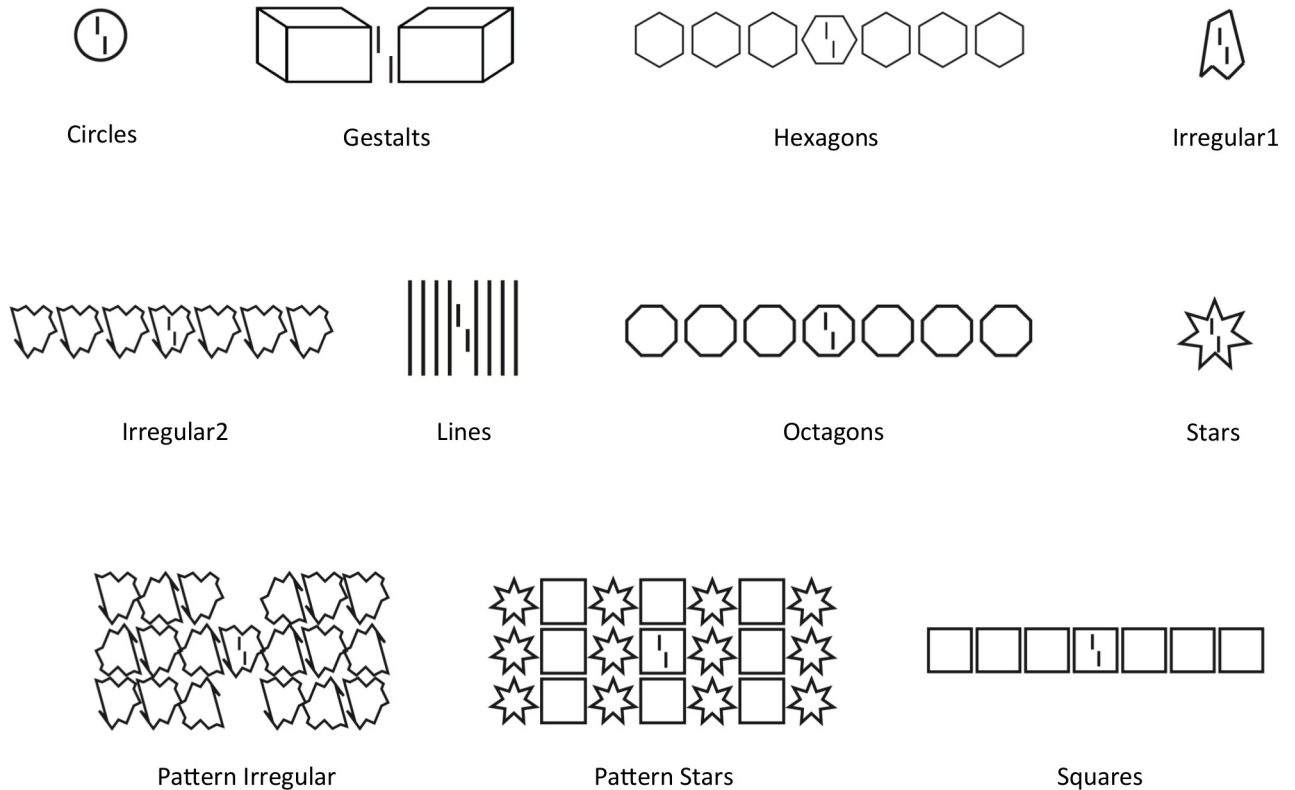 Circles
Gestalts
Hexagons
Irregular1
Irregular2
Lines
Octagons
Stars
Pattern Irregular
Pattern Stars
Squares